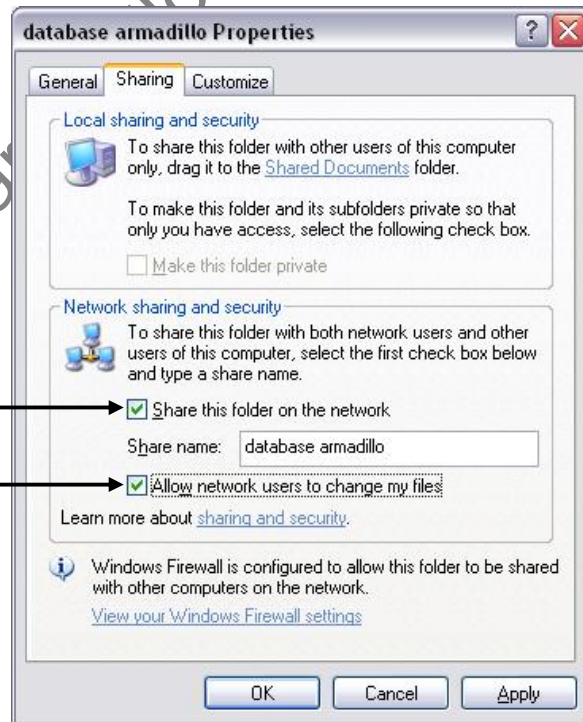 database armadillo Properties
General Sharing Customize
Local sharing and security
To share this folder with other users of this computer
only, drag it to the Shared Documents folder.
To make this folder and its subfolders private so that
only you have access, select the following check box.
Make this folder private
Network sharing and security
To share this folder with both network users and other
users of this computer, select the first check box below
and type a share name.
Share this folder on the network
Share name: database armadillo
Allow network users to change my files
Learn more about sharing and security.
Windows Firewall is configured to allow this folder to be shared
with other computers on the network.
View your Windows Firewall settings
OK Cancel Apply